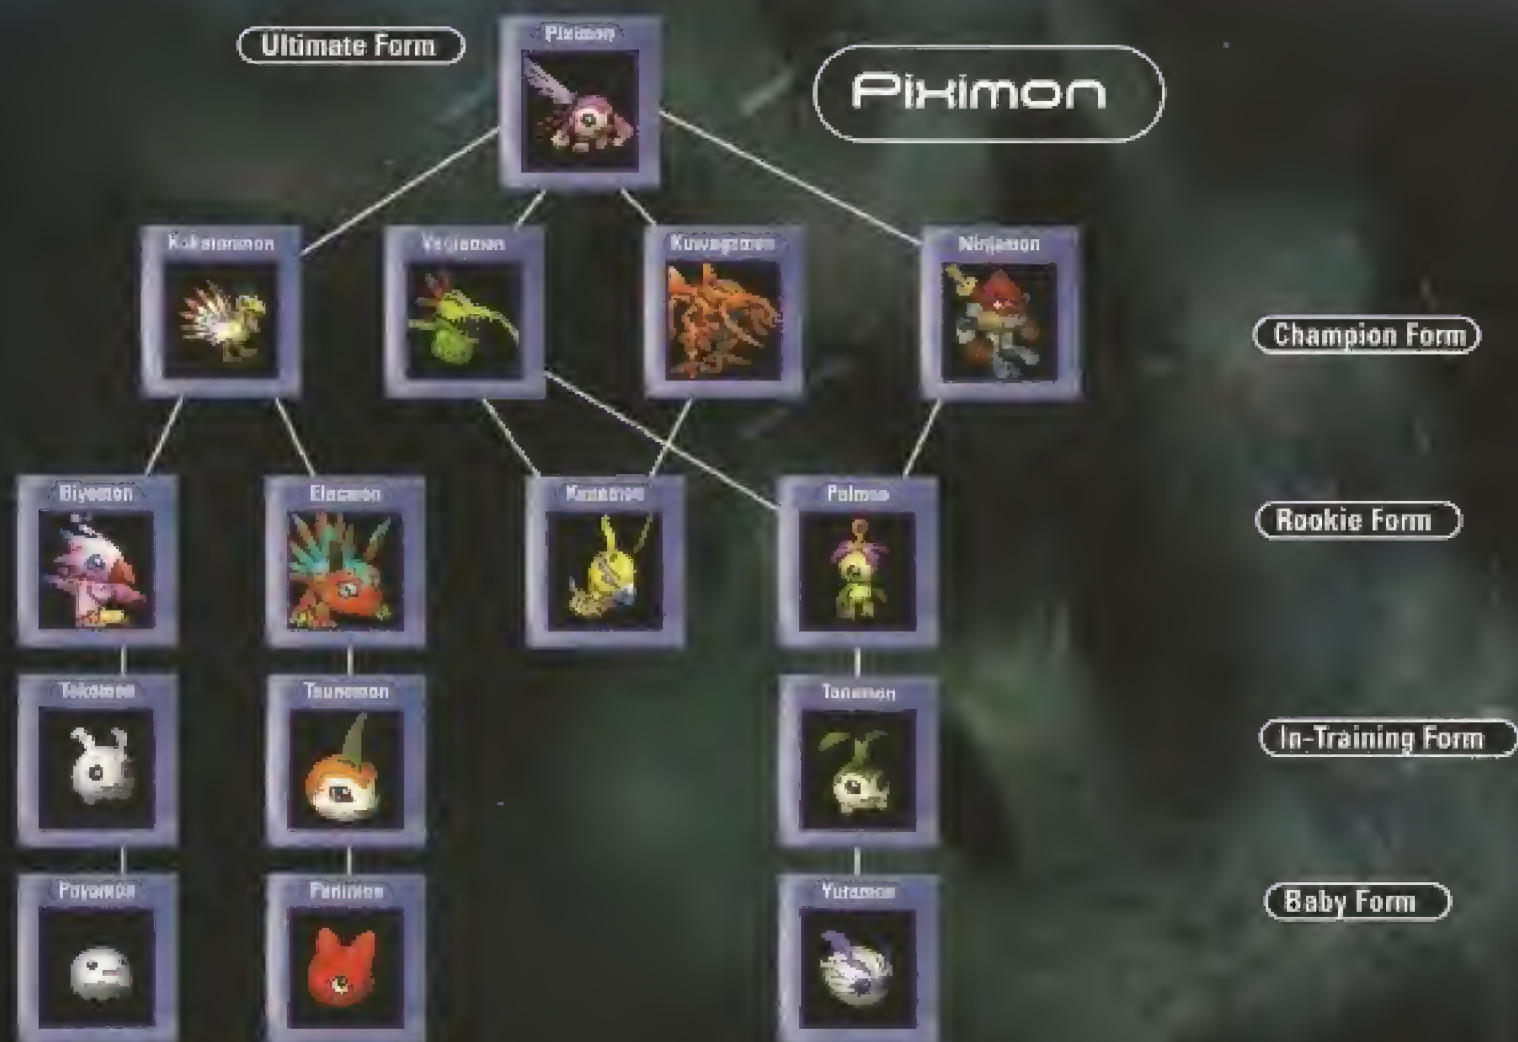 Ultimate Form
Piximon
Piximon
Kokatorimon
Vegiemon
Kuwagamon
Ninjamon
Champion Form
Biyomon
Elecmon
Kunemon
Palmon
Rookie Form
Tokomon
Tsunomon
Tanemon
In-Training Form
Poyomon
Punimon
Yuramon
Baby Form